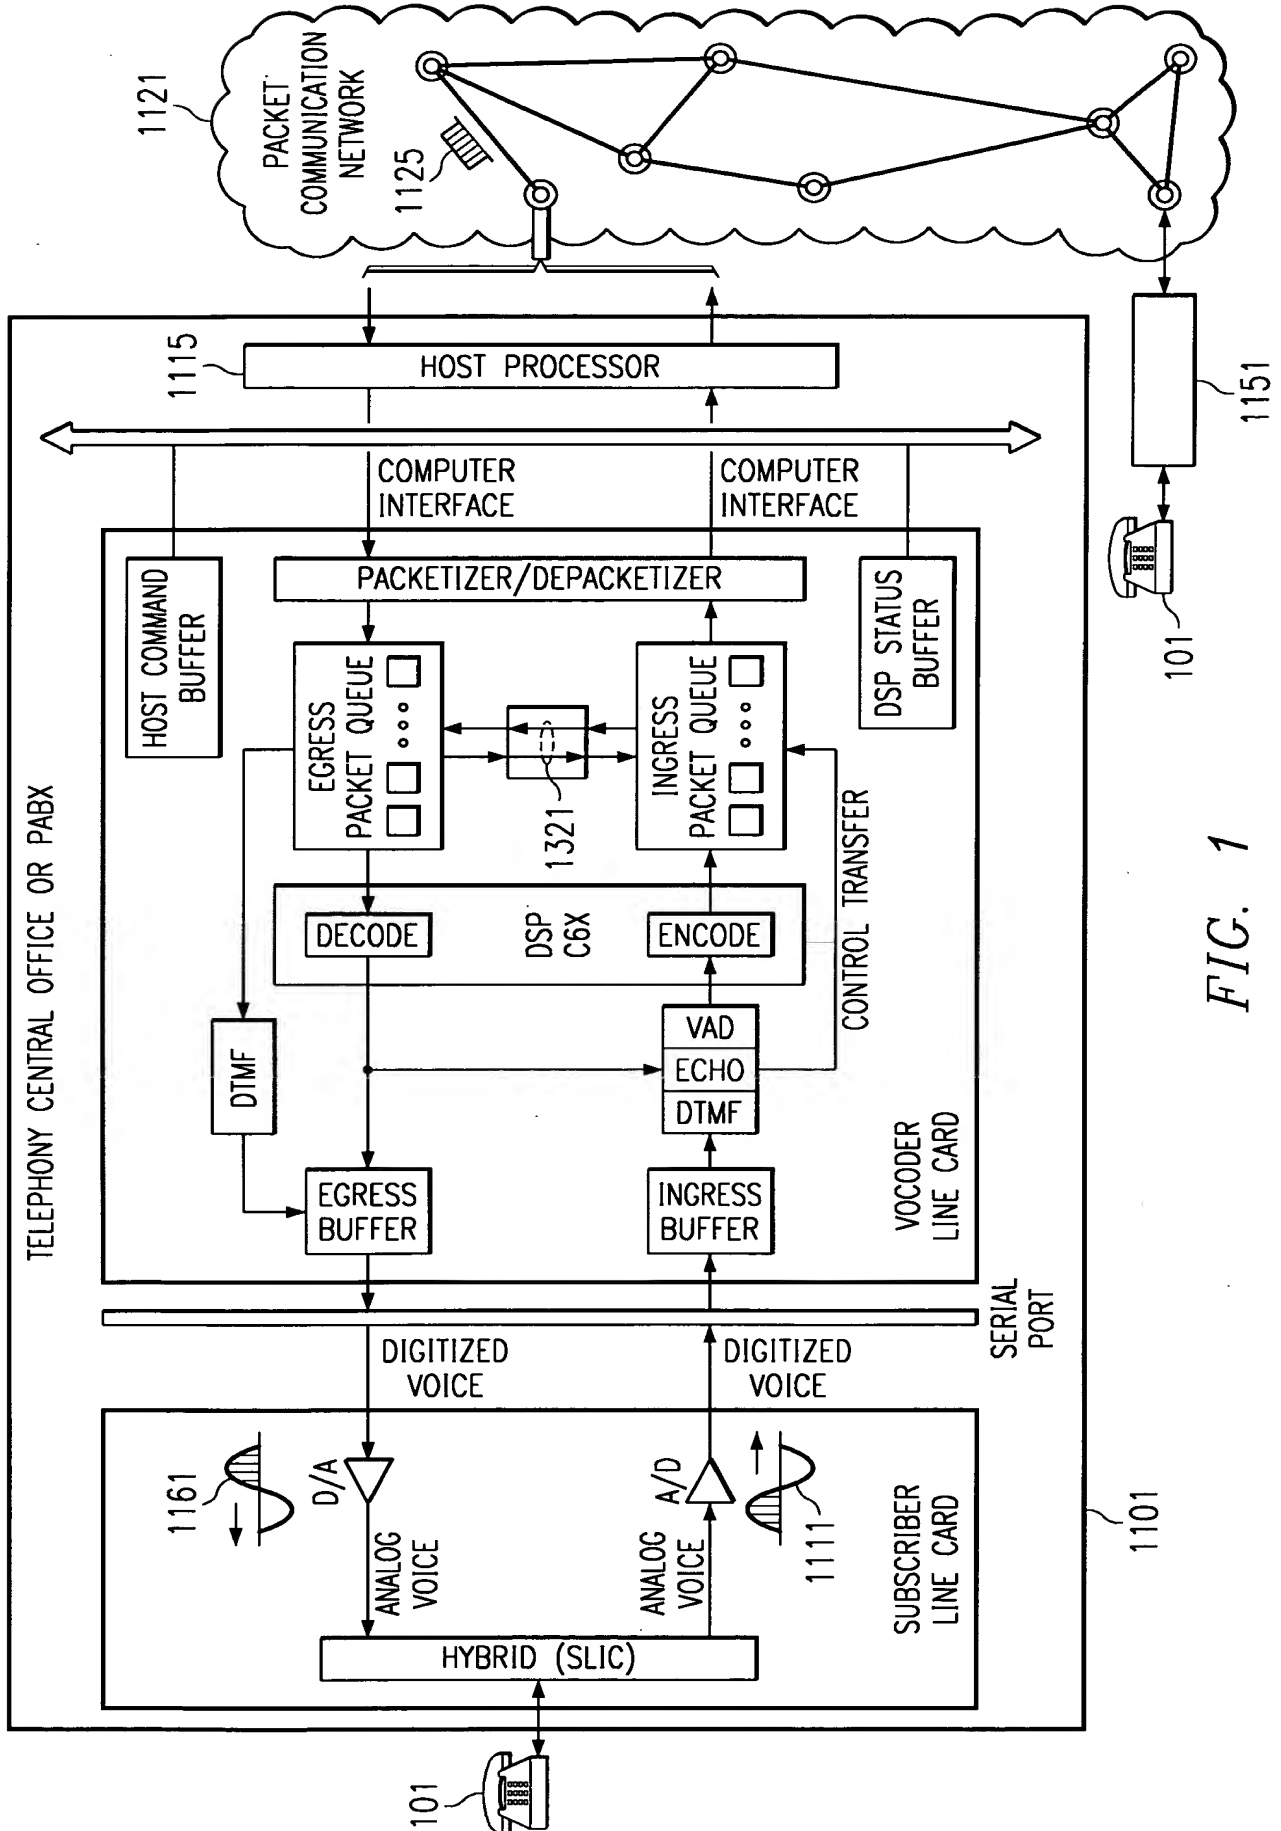 TELEPHONY CENTRAL OFFICE OR PABX
101
HYBRID (SLIC)
ANALOG
VOICE
D/A
1161
ANALOG
VOICE
A/D
1111
SUBSCRIBER
LINE CARD
1101
DIGITIZED
VOICE
DIGITIZED
VOICE
SERIAL
PORT
EGRESS
BUFFER
DTMF
INGRESS
BUFFER
DTMF
ECHO
VAD
VOCODER
LINE CARD
DECODE
DSP
C6X
ENCODE
CONTROL TRANSFER
EGRESS
PACKET QUEUE
1321
INGRESS
PACKET QUEUE
HOST COMMAND
BUFFER
PACKETIZER/DEPACKETIZER
DSP STATUS
BUFFER
COMPUTER
INTERFACE
COMPUTER
INTERFACE
1115
HOST PROCESSOR
1121
PACKET
COMMUNICATION
NETWORK
1125
101
1151
FIG. 1